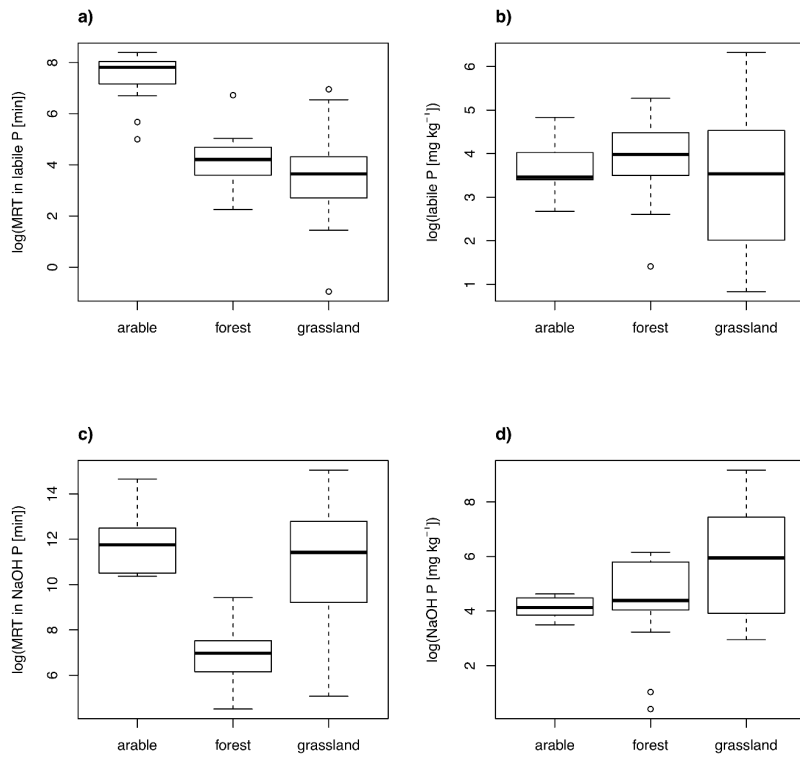 a)
log(MRT in labile P [min])
8
6
4
2
0
arable forest grassland
b)
log(labile P [mg kg⁻¹])
6
5
4
3
2
1
arable forest grassland
c)
log(MRT in NaOH P [min])
14
12
10
8
6
arable forest grassland
d)
log(NaOH P [mg kg⁻¹])
8
6
4
2
arable forest grassland